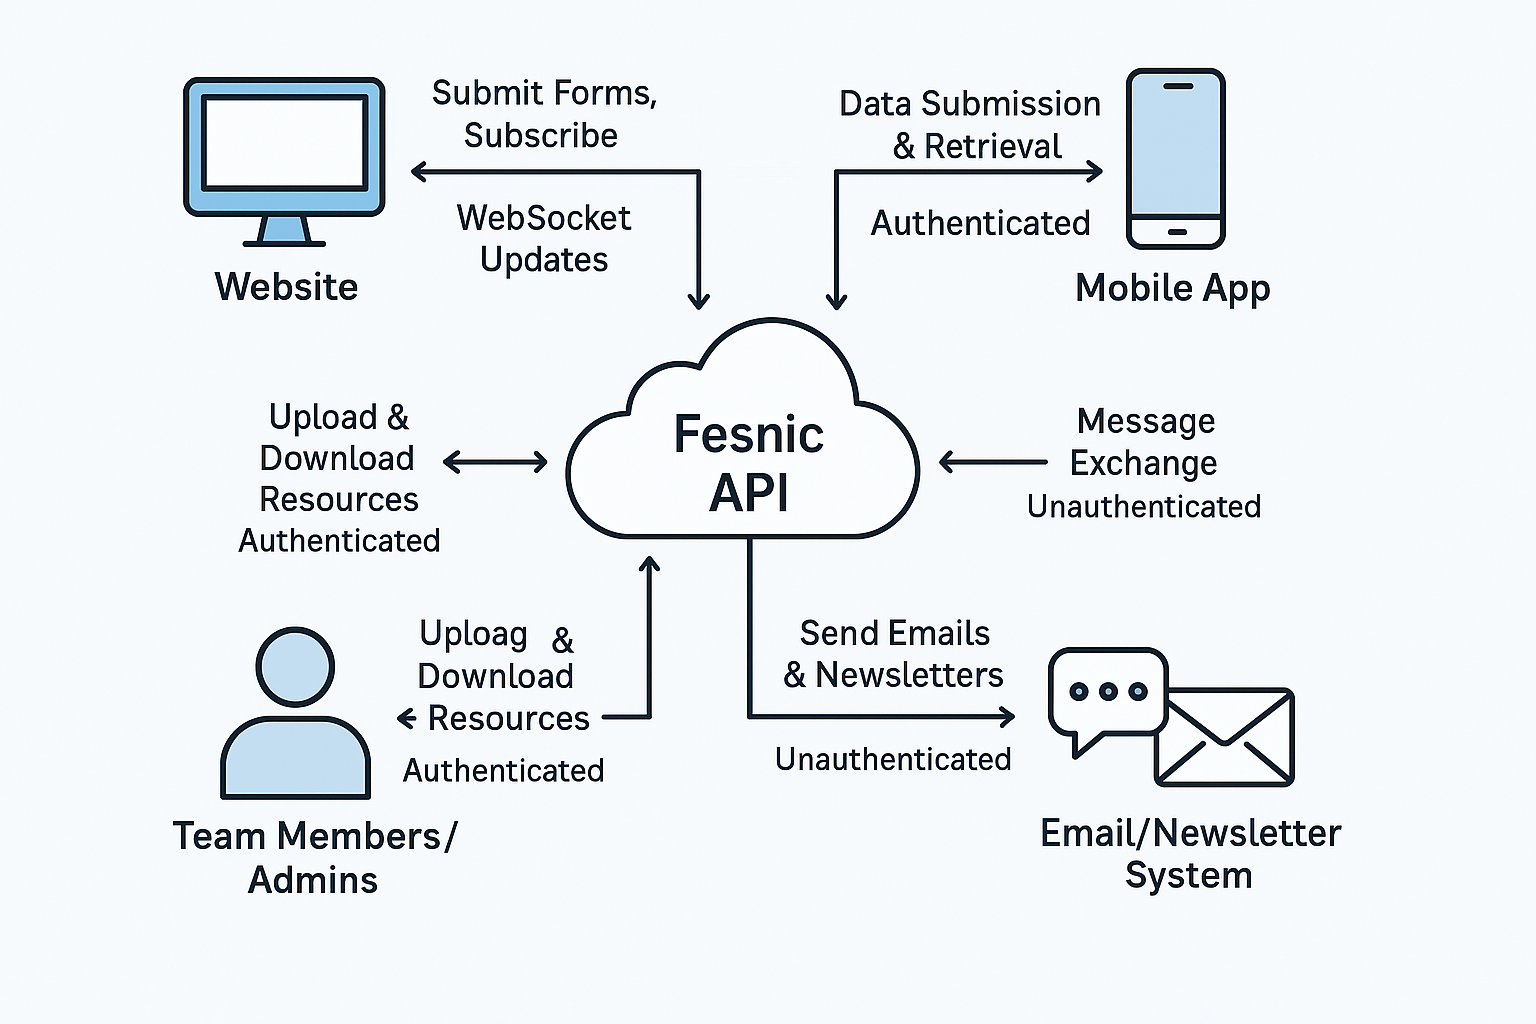 Submit Forms,
Subscribe
WebSocket
Updates
Website
Data Submission
& Retrieval
Authenticated
Mobile App
Upload &
Download
Resources
Authenticated
Fesnic
API
Message
Exchange
Unauthenticated
Uploag &
Download
Resources
Authenticated
Team Members/
Admins
Send Emails
& Newsletters
Unauthenticated
Email/Newsletter
System